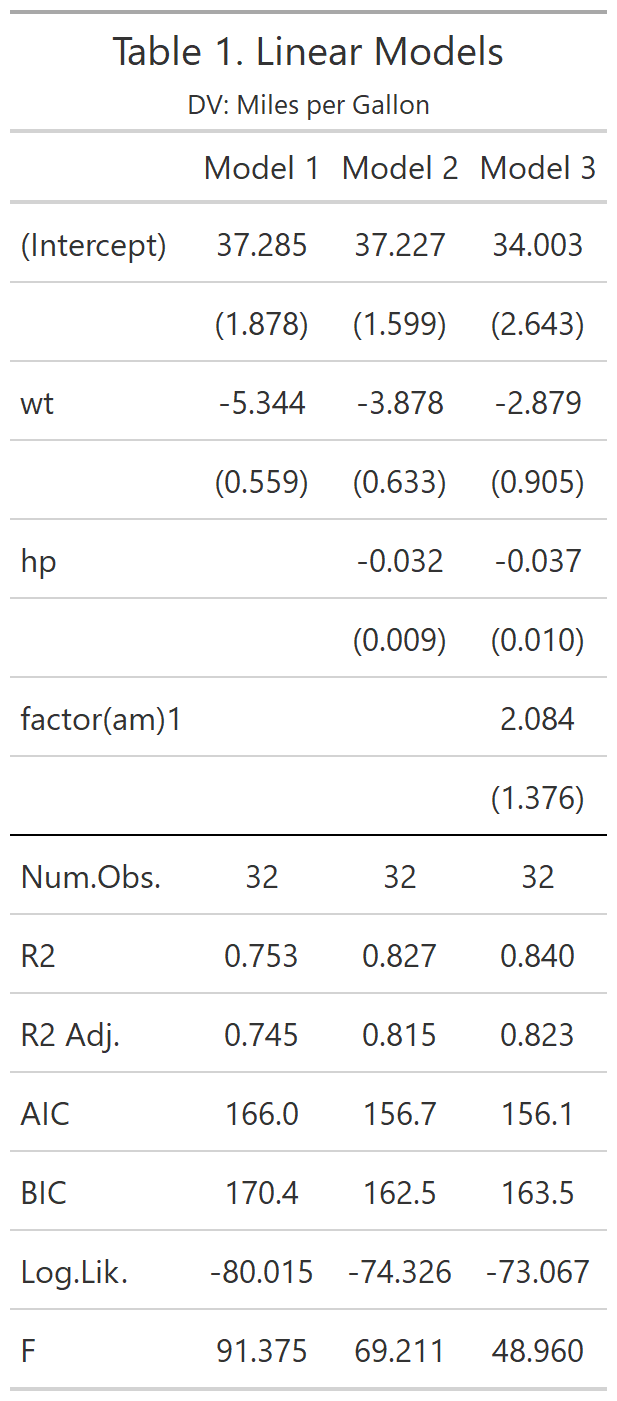 Table 1. Linear Models
DV: Miles per Gallon
Model 1 Model 2 Model 3
(Intercept) 37.285 37.227 34.003
(1.878) (1.599) (2.643)
wt -5.344 -3.878 -2.879
(0.559) (0.633) (0.905)
hp -0.032 -0.037
(0.009) (0.010)
factor(am)1 2.084
(1.376)
Num.Obs. 32 32 32
R2 0.753 0.827 0.840
R2 Adj. 0.745 0.815 0.823
AIC 166.0 156.7 156.1
BIC 170.4 162.5 163.5
Log.Lik. -80.015 -74.326 -73.067
F 91.375 69.211 48.960